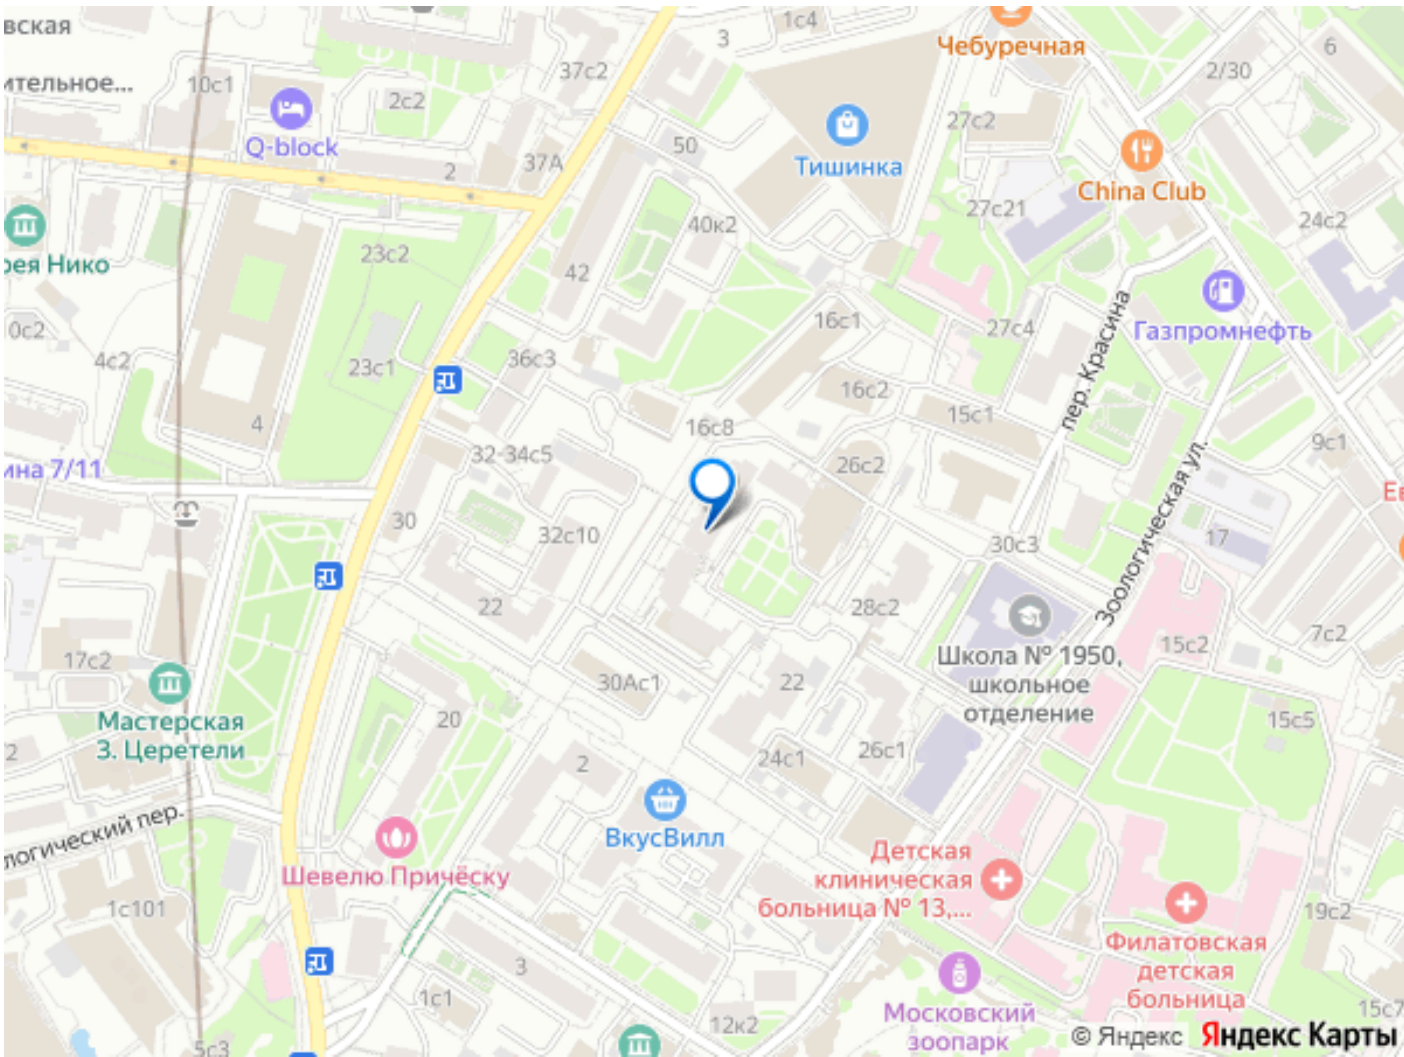 вская
1с4
3
Чебуречная
6
ительное...
10с1
37с2
2/30
2с2
Q-block
27с2
50
Тишинка
2
37А
China Club
27с21
24с2
40к2
рея Нико
23с2
42
0с2
16с1
27с4
Газпромнефть
4с2
23с1
36с3
пер. Красина
16с2
15с1
4
16с8
9с1
ина 7/11
32-34с5
26с2
Ев
Зоологическая ул.
30
32с10
30с3
17
22
28с2
7с2
17с2
Школа № 1950,
школьное
отделение
15с2
30Ас1
22
Мастерская
З. Церетели
20
15с5
2
2
24с1
26с1
логический пер.
ВкусВилл
Шевелю Причёску
Детская
клиническая
больница № 13,...
1с101
19с2
Филатовская
детская
больница
3
1с1
12к2
Московский
зоопарк
15с7
5с3
© Яндекс Яндекс Карты